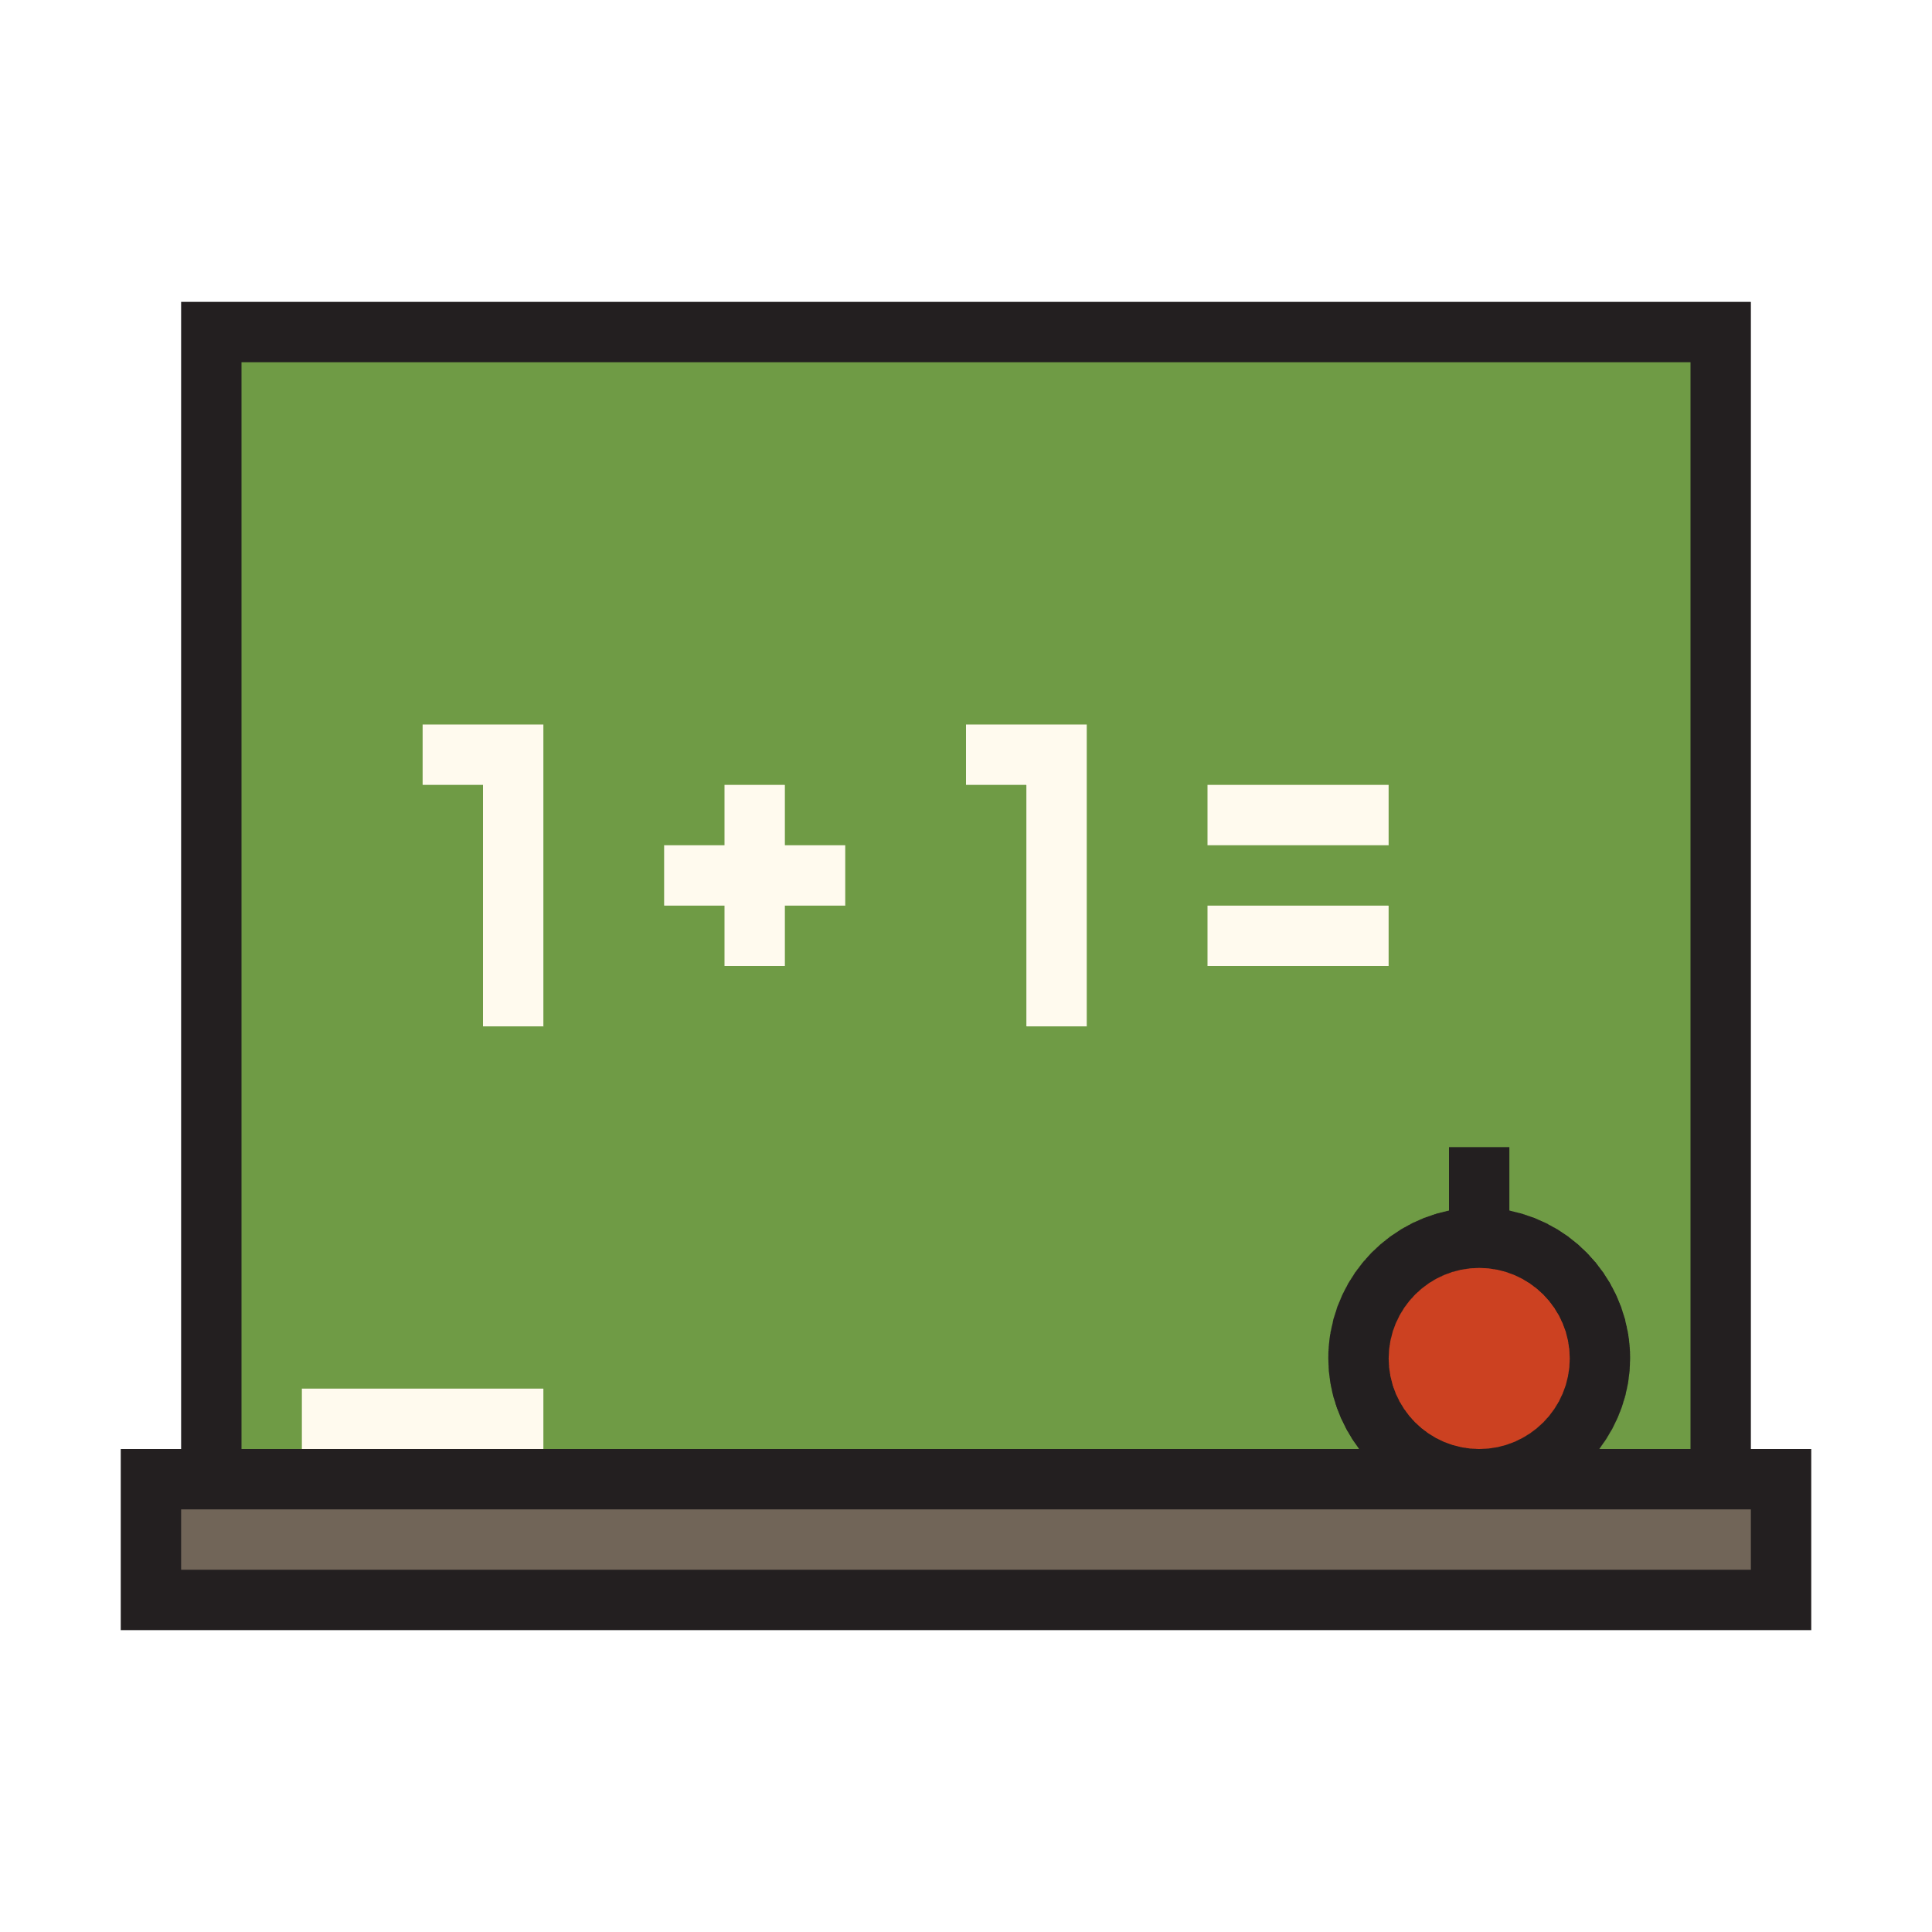 1 + 1 =